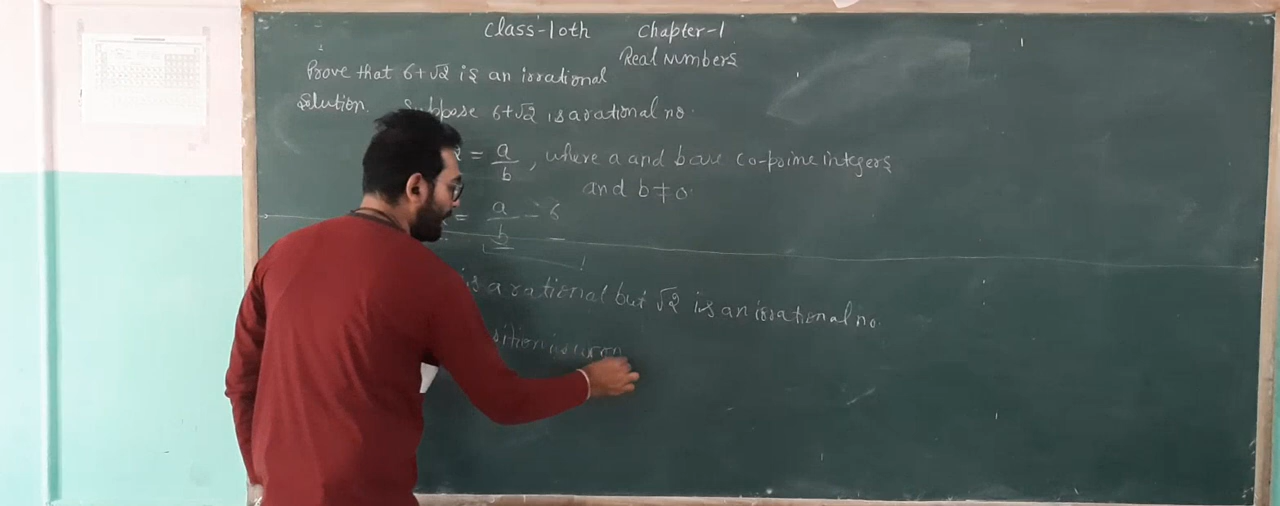 Class-10th Chapter-1
Real Numbers
Prove that 6+√2 is an irrational
Solution. Suppose 6+√2 is a rational no.
= a/b, where a and b are co-prime integers
and b≠0.
= a/b - 6
is a rational but √2 is an irrational no.